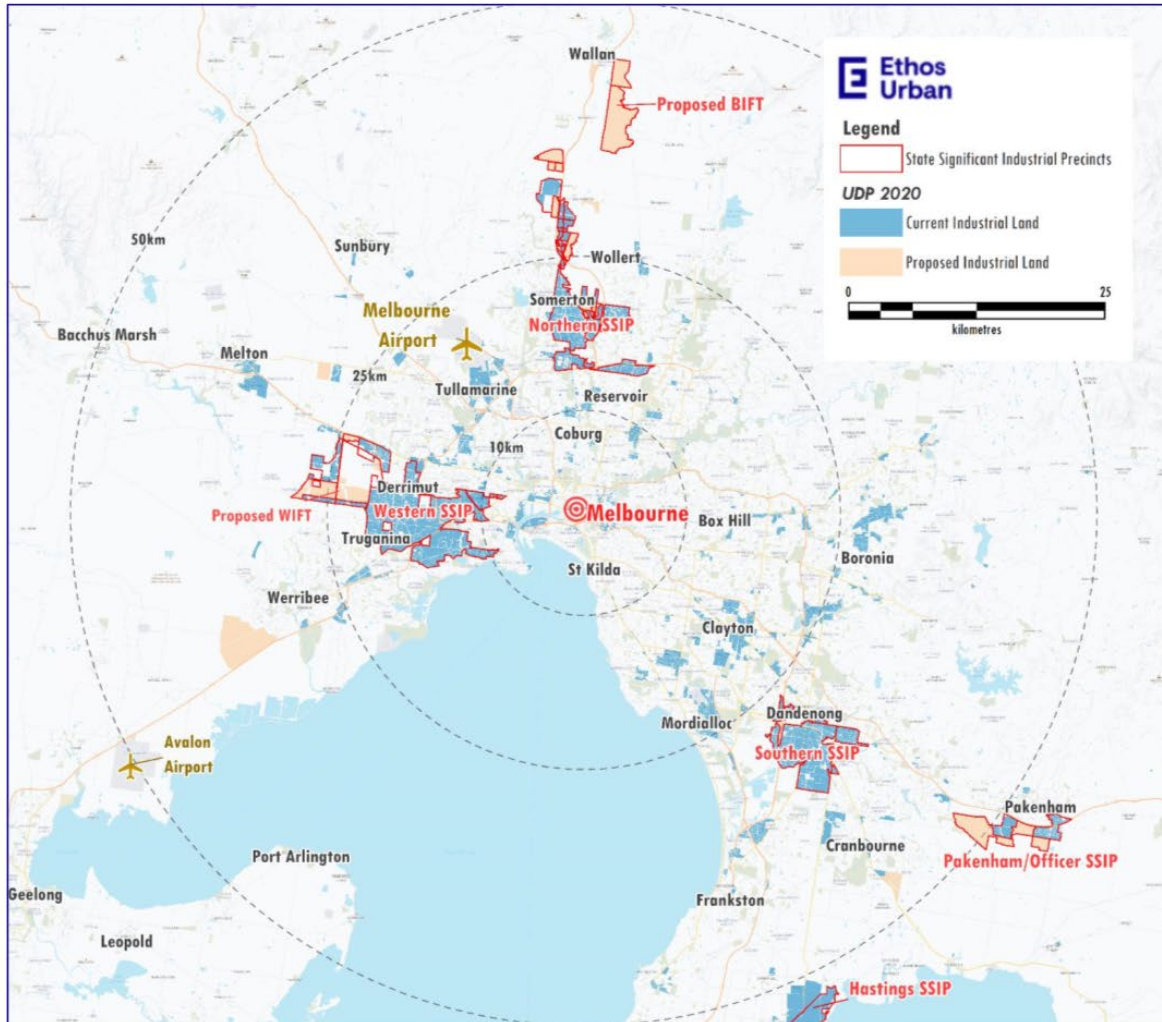 Wallan
Proposed BIFT
Ethos
Urban
Legend
State Significant Industrial Precincts
UDP 2020
Current Industrial Land
Proposed Industrial Land
0
25
kilometres
50km
Sunbury
Wollert
Somerton
Northern SSIP
Melbourne
Airport
Bacchus Marsh
Melton
25km
Tullamarine
Reservoir
Coburg
10km
Derrimut
Proposed WIFT
Western SSIP
Melbourne
Box Hill
Truganina
Boronia
St Kilda
Werribee
Clayton
Mordialloc
Dandenong
Southern SSIP
Avalon
Airport
Pakenham
Cranbourne
Pakenham/Officer SSIP
Port Arlington
Geelong
Frankston
Leopold
Hastings SSIP